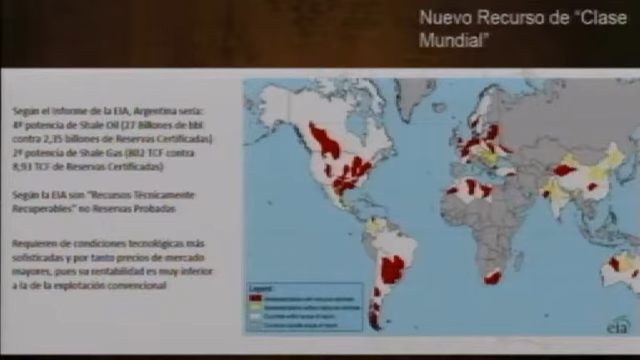 Nuevo Recurso de “Clase
Mundial”
Según el Informe de la EIA, Argentina sería:
4ª potencia de Shale Oil (27 Billones de bbl
contra 2,35 billones de Reservas Certificadas)
2ª potencia de Shale Gas (802 TCF contra
8,93 TCF de Reservas Certificadas)
Según la EIA son “Recursos Técnicamente
Recuperables” no Reservas Probadas
Requieren de condiciones tecnológicas más
sofisticadas y por tanto precios de mercado
mayores, pues su rentabilidad es muy inferior
a la de la explotación convencional
Legend
eia